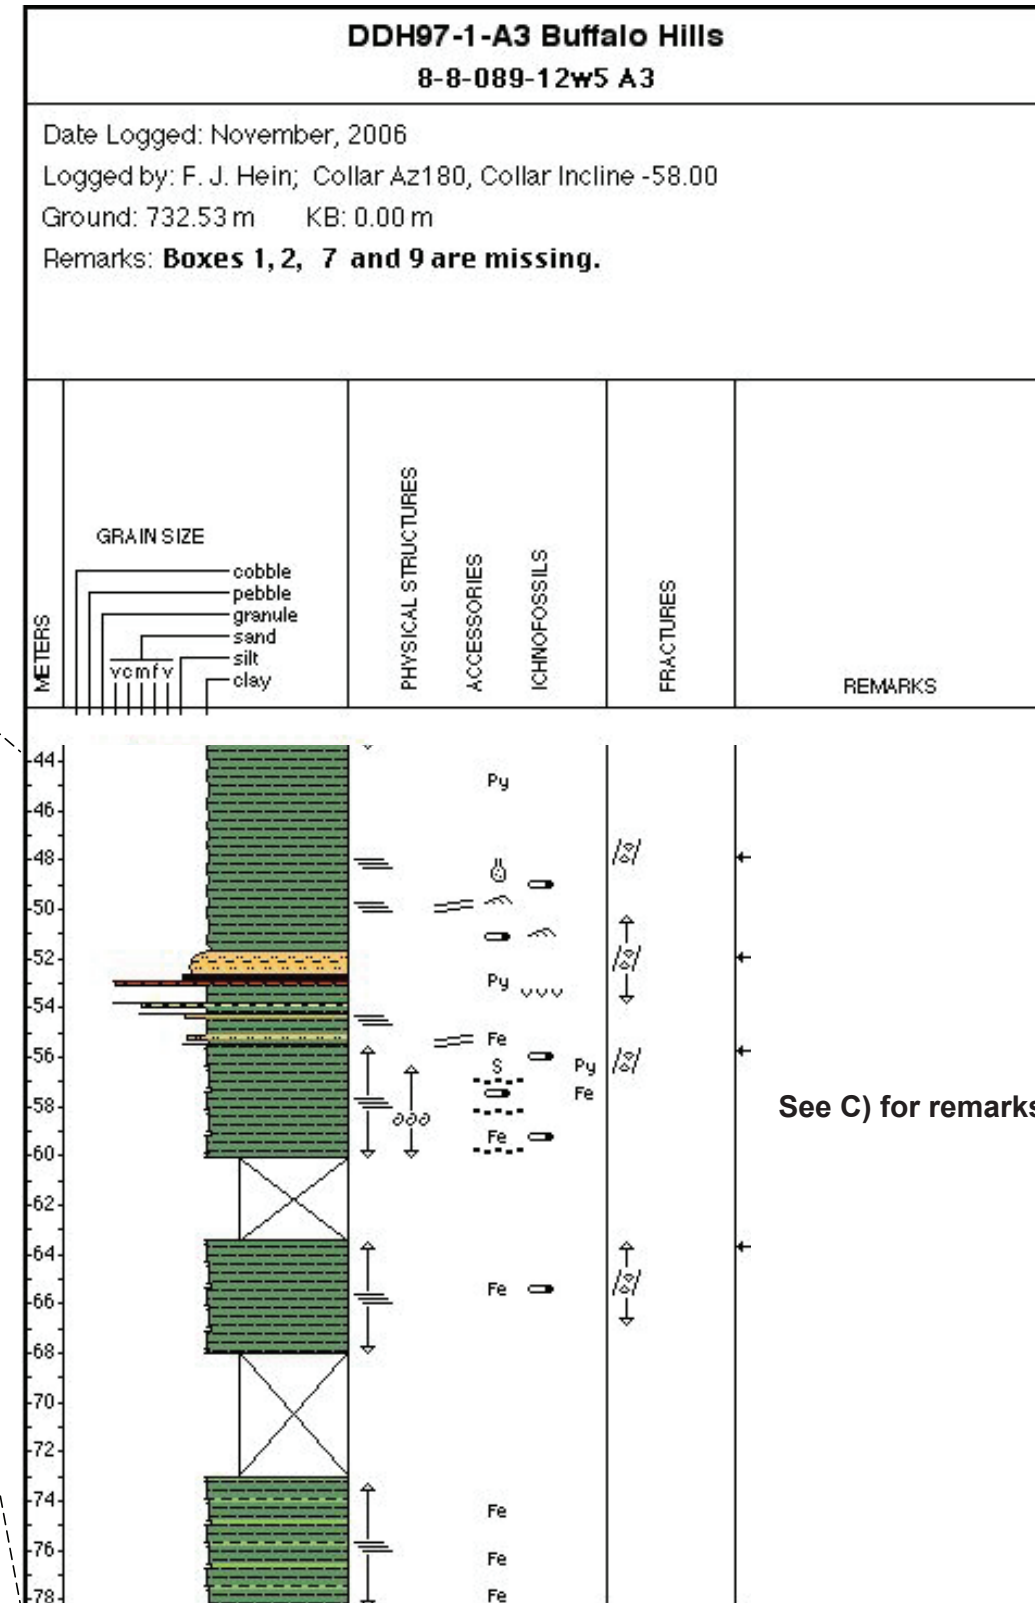 DDH97-1-A3 Buffalo Hills
8-8-089-12w5 A3
Date Logged: November, 2006
Logged by: F. J. Hein; Collar Az180, Collar Incline -58.00
Ground: 732.53 m KB: 0.00 m
Remarks: Boxes 1, 2, 7 and 9 are missing.
METERS
GRAIN SIZE
cobble
pebble
granule
sand
silt
clay
vcmfv
PHYSICAL STRUCTURES
ACCESSORIES
ICHNOFOSSILS
FRACTURES
REMARKS
44
Py
46
48
50
52
Py
54
Fe
56
S Py
Fe
58
See C) for remarks
Fe
60
62
64
Fe
66
68
70
72
74
Fe
76
Fe
78
Fe